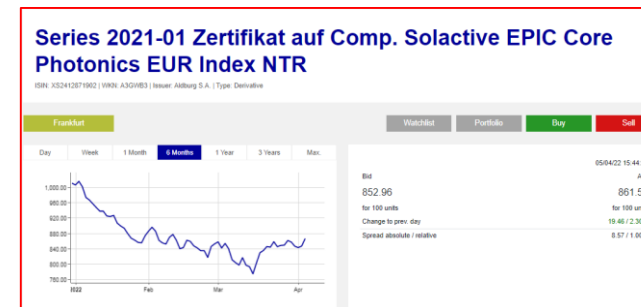 Series 2021-01 Zertifikat auf Comp. Solactive EPIC Core
Photonics EUR Index NTR
ISIN: XS2412871902 | WKN: A3GWB3 | Issuer: Aldburg S.A. | Type: Derivative
Frankfurt
Watchlist Portfolio Buy Sell
Day Week 1 Month 6 Months 1 Year 3 Years Max.
05/04/22 15:44:
Bid A
852.96 861.5
for 100 units for 100 un
Change to prev. day 19.46 / 2.30
Spread absolute / relative 8.57 / 1.00
1,000.00
960.00
920.00
880.00
840.00
800.00
760.00
2022 Feb Mar Apr